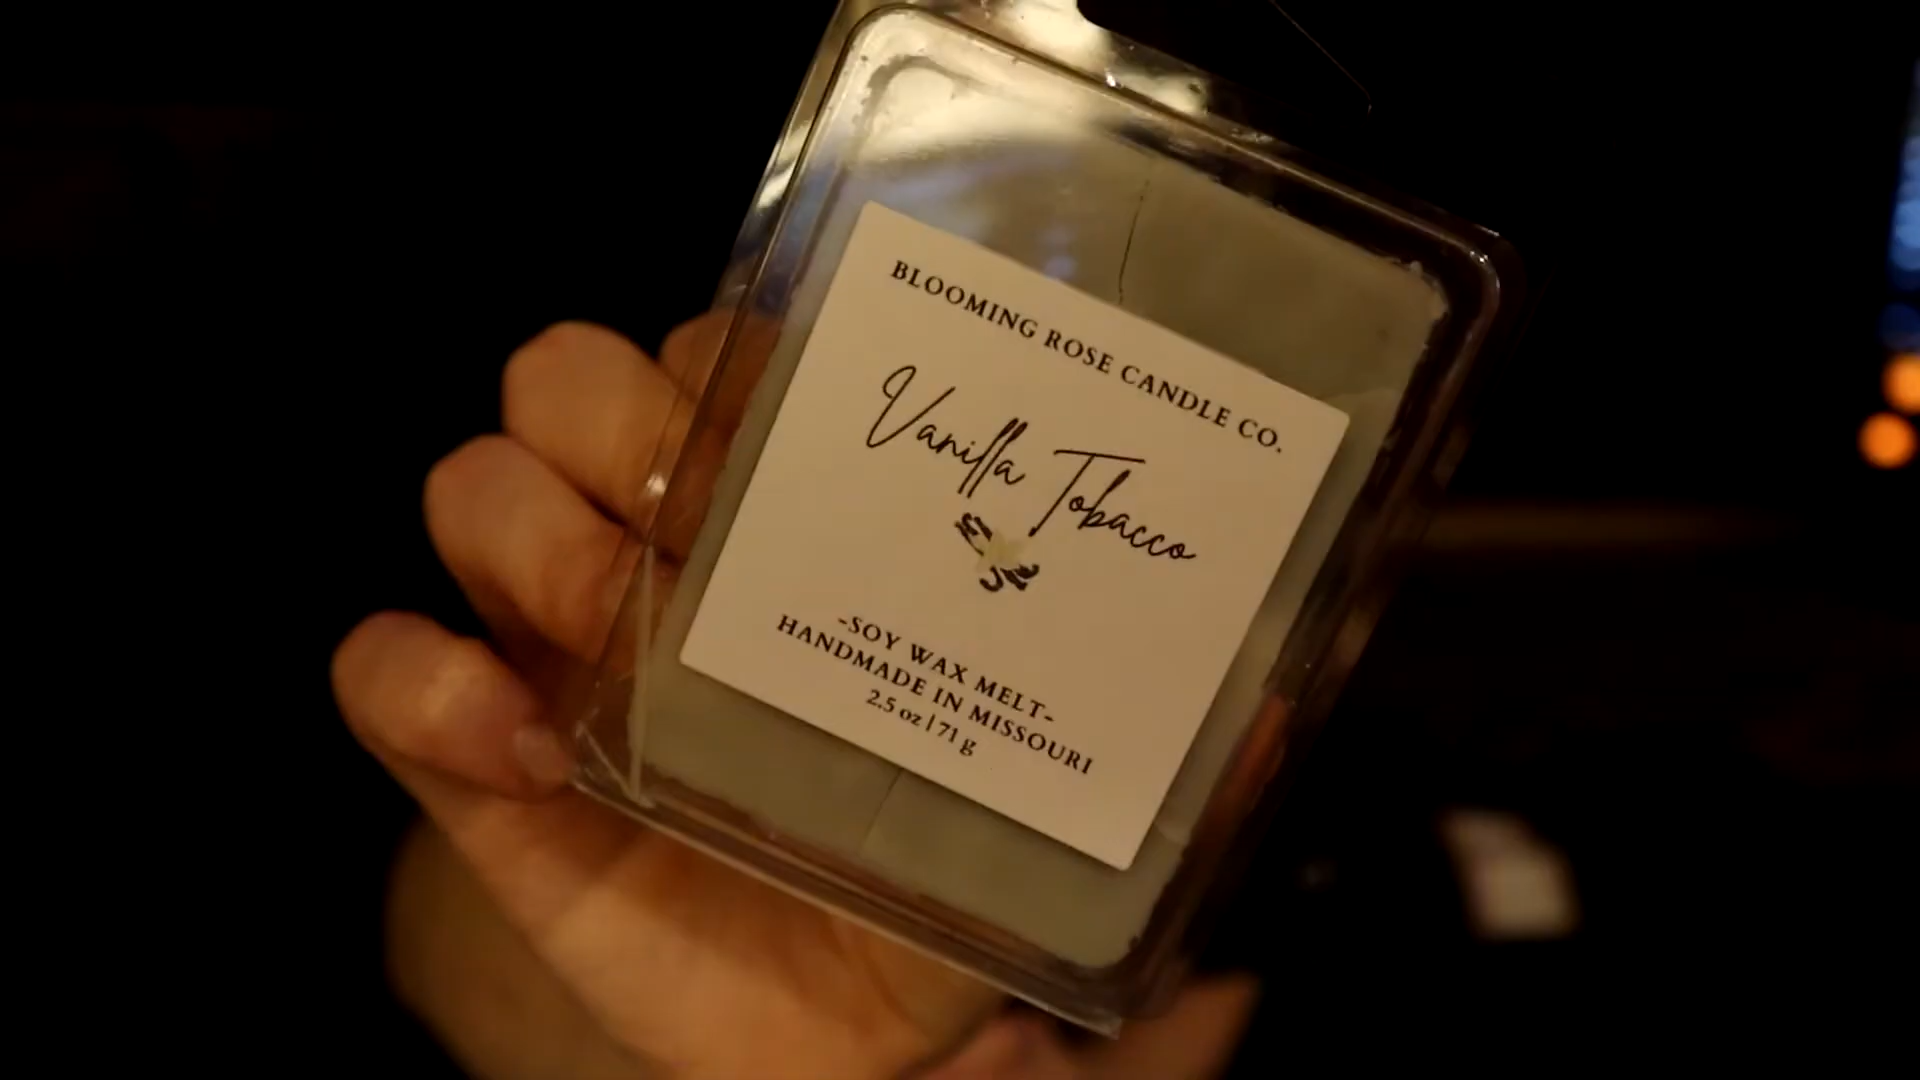 BLOOMING ROSE CANDLE CO.
Vanilla Tobacco
-SOY WAX MELT-
HANDMADE IN MISSOURI
2.5 oz | 71 g